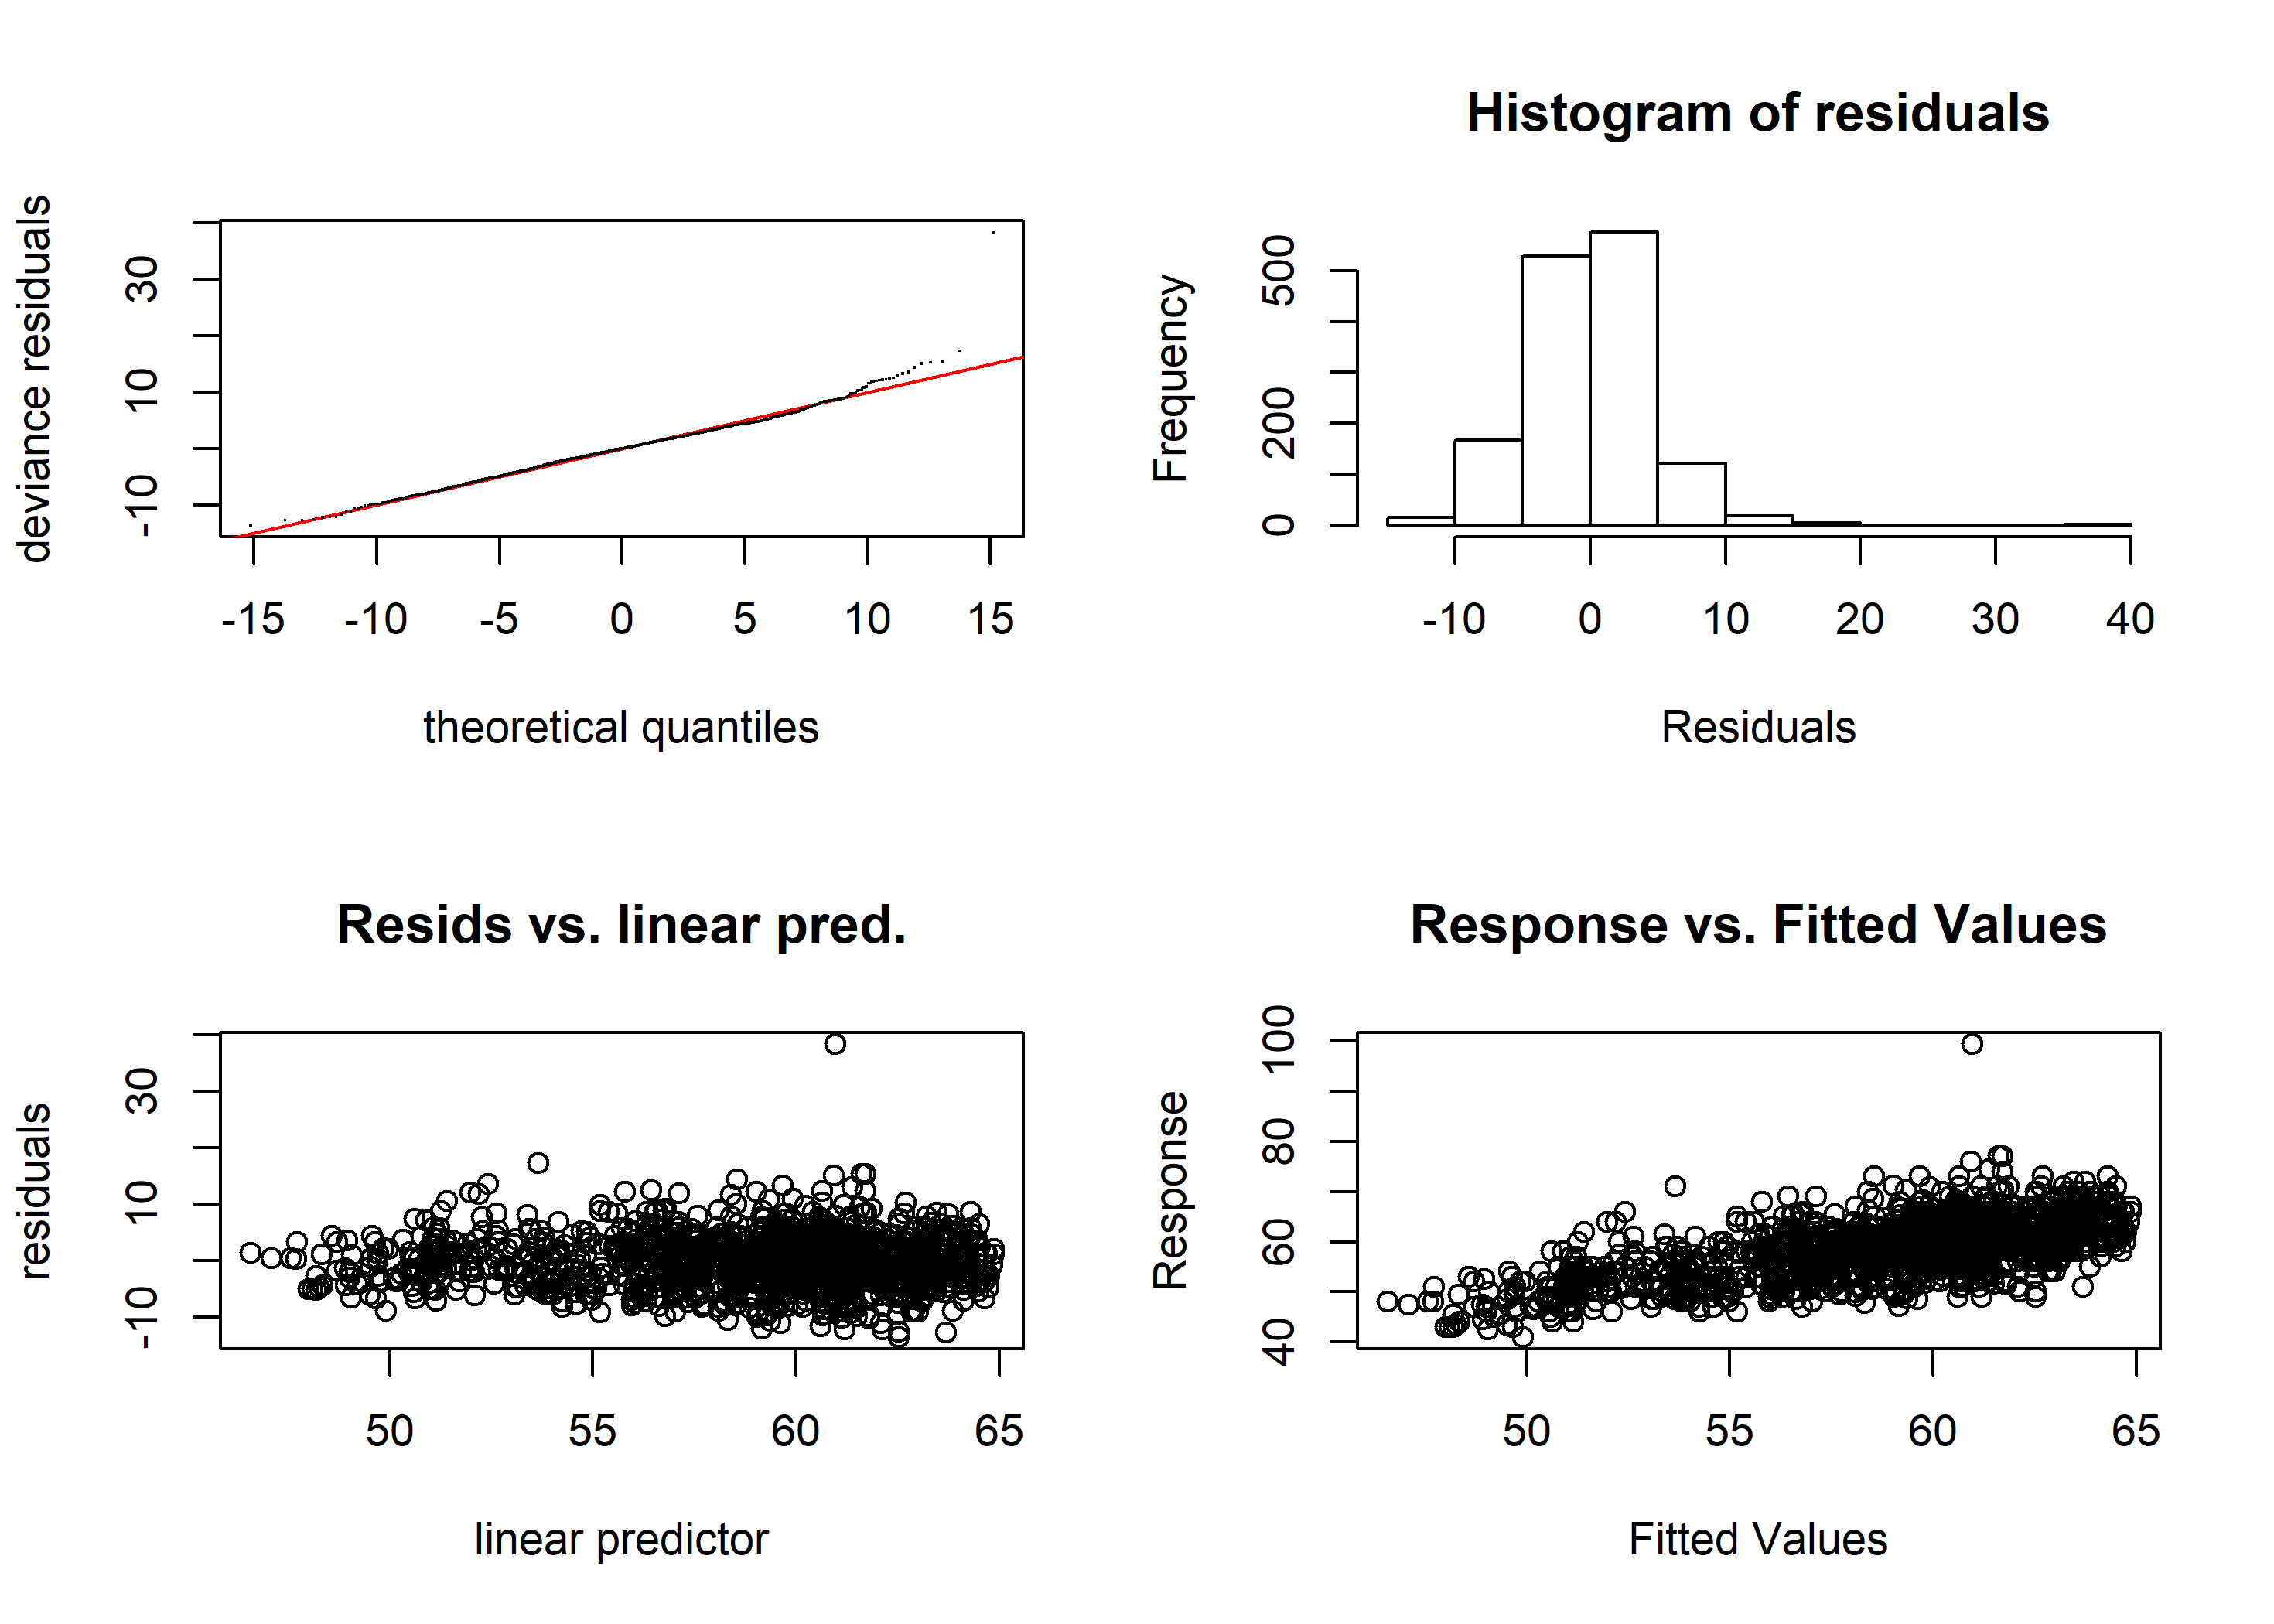 deviance residuals
30
10
-10
-15 -10 -5 0 5 10 15
theoretical quantiles
Histogram of residuals
Frequency
500
200
0
-10 0 10 20 30 40
Residuals
Resids vs. linear pred.
residuals
30
10
-10
50 55 60 65
linear predictor
Response vs. Fitted Values
Response
100
80
60
40
50 55 60 65
Fitted Values